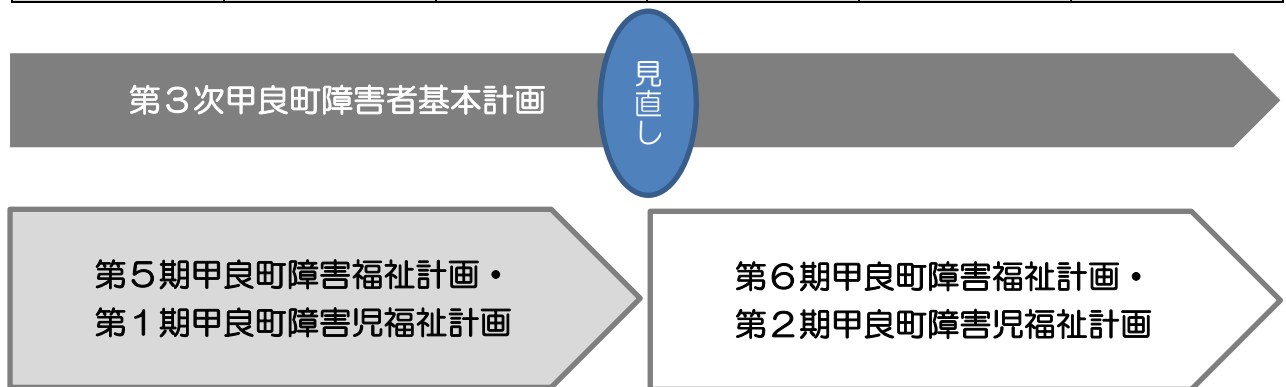 第３次甲良町障害者基本計画
見直し
第５期甲良町障害福祉計画・
第１期甲良町障害児福祉計画
第６期甲良町障害福祉計画・
第２期甲良町障害児福祉計画